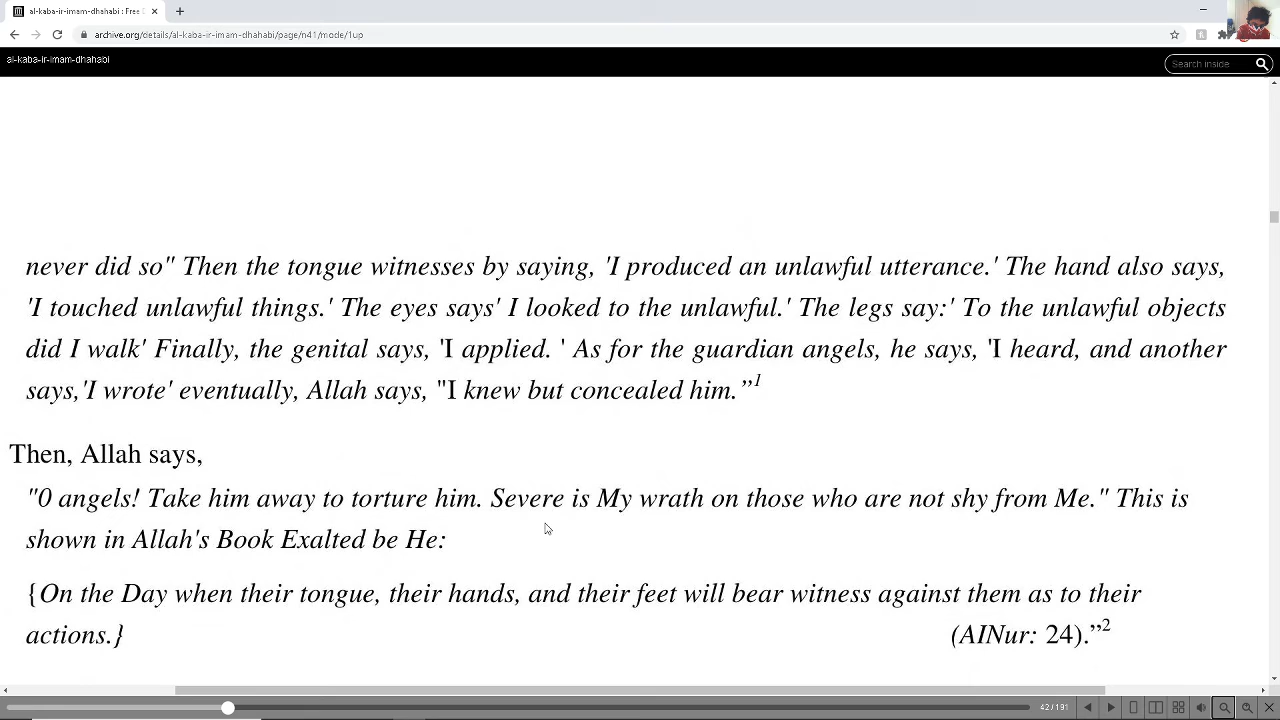 al-kaba-ir-imam-dhahabi : Free
archive.org/details/al-kaba-ir-imam-dhahabi/page/n41/mode/1up
al-kaba-ir-imam-dhahabi
Search inside
never did so" Then the tongue witnesses by saying, 'I produced an unlawful utterance.' The hand also says,
'I touched unlawful things.' The eyes says' I looked to the unlawful.' The legs say:' To the unlawful objects
did I walk' Finally, the genital says, 'I applied. ' As for the guardian angels, he says, 'I heard, and another
says,'I wrote' eventually, Allah says, "I knew but concealed him.”1
Then, Allah says,
"0 angels! Take him away to torture him. Severe is My wrath on those who are not shy from Me." This is
shown in Allah's Book Exalted be He:
{On the Day when their tongue, their hands, and their feet will bear witness against them as to their
actions.} (AINur: 24).”2
42 / 191